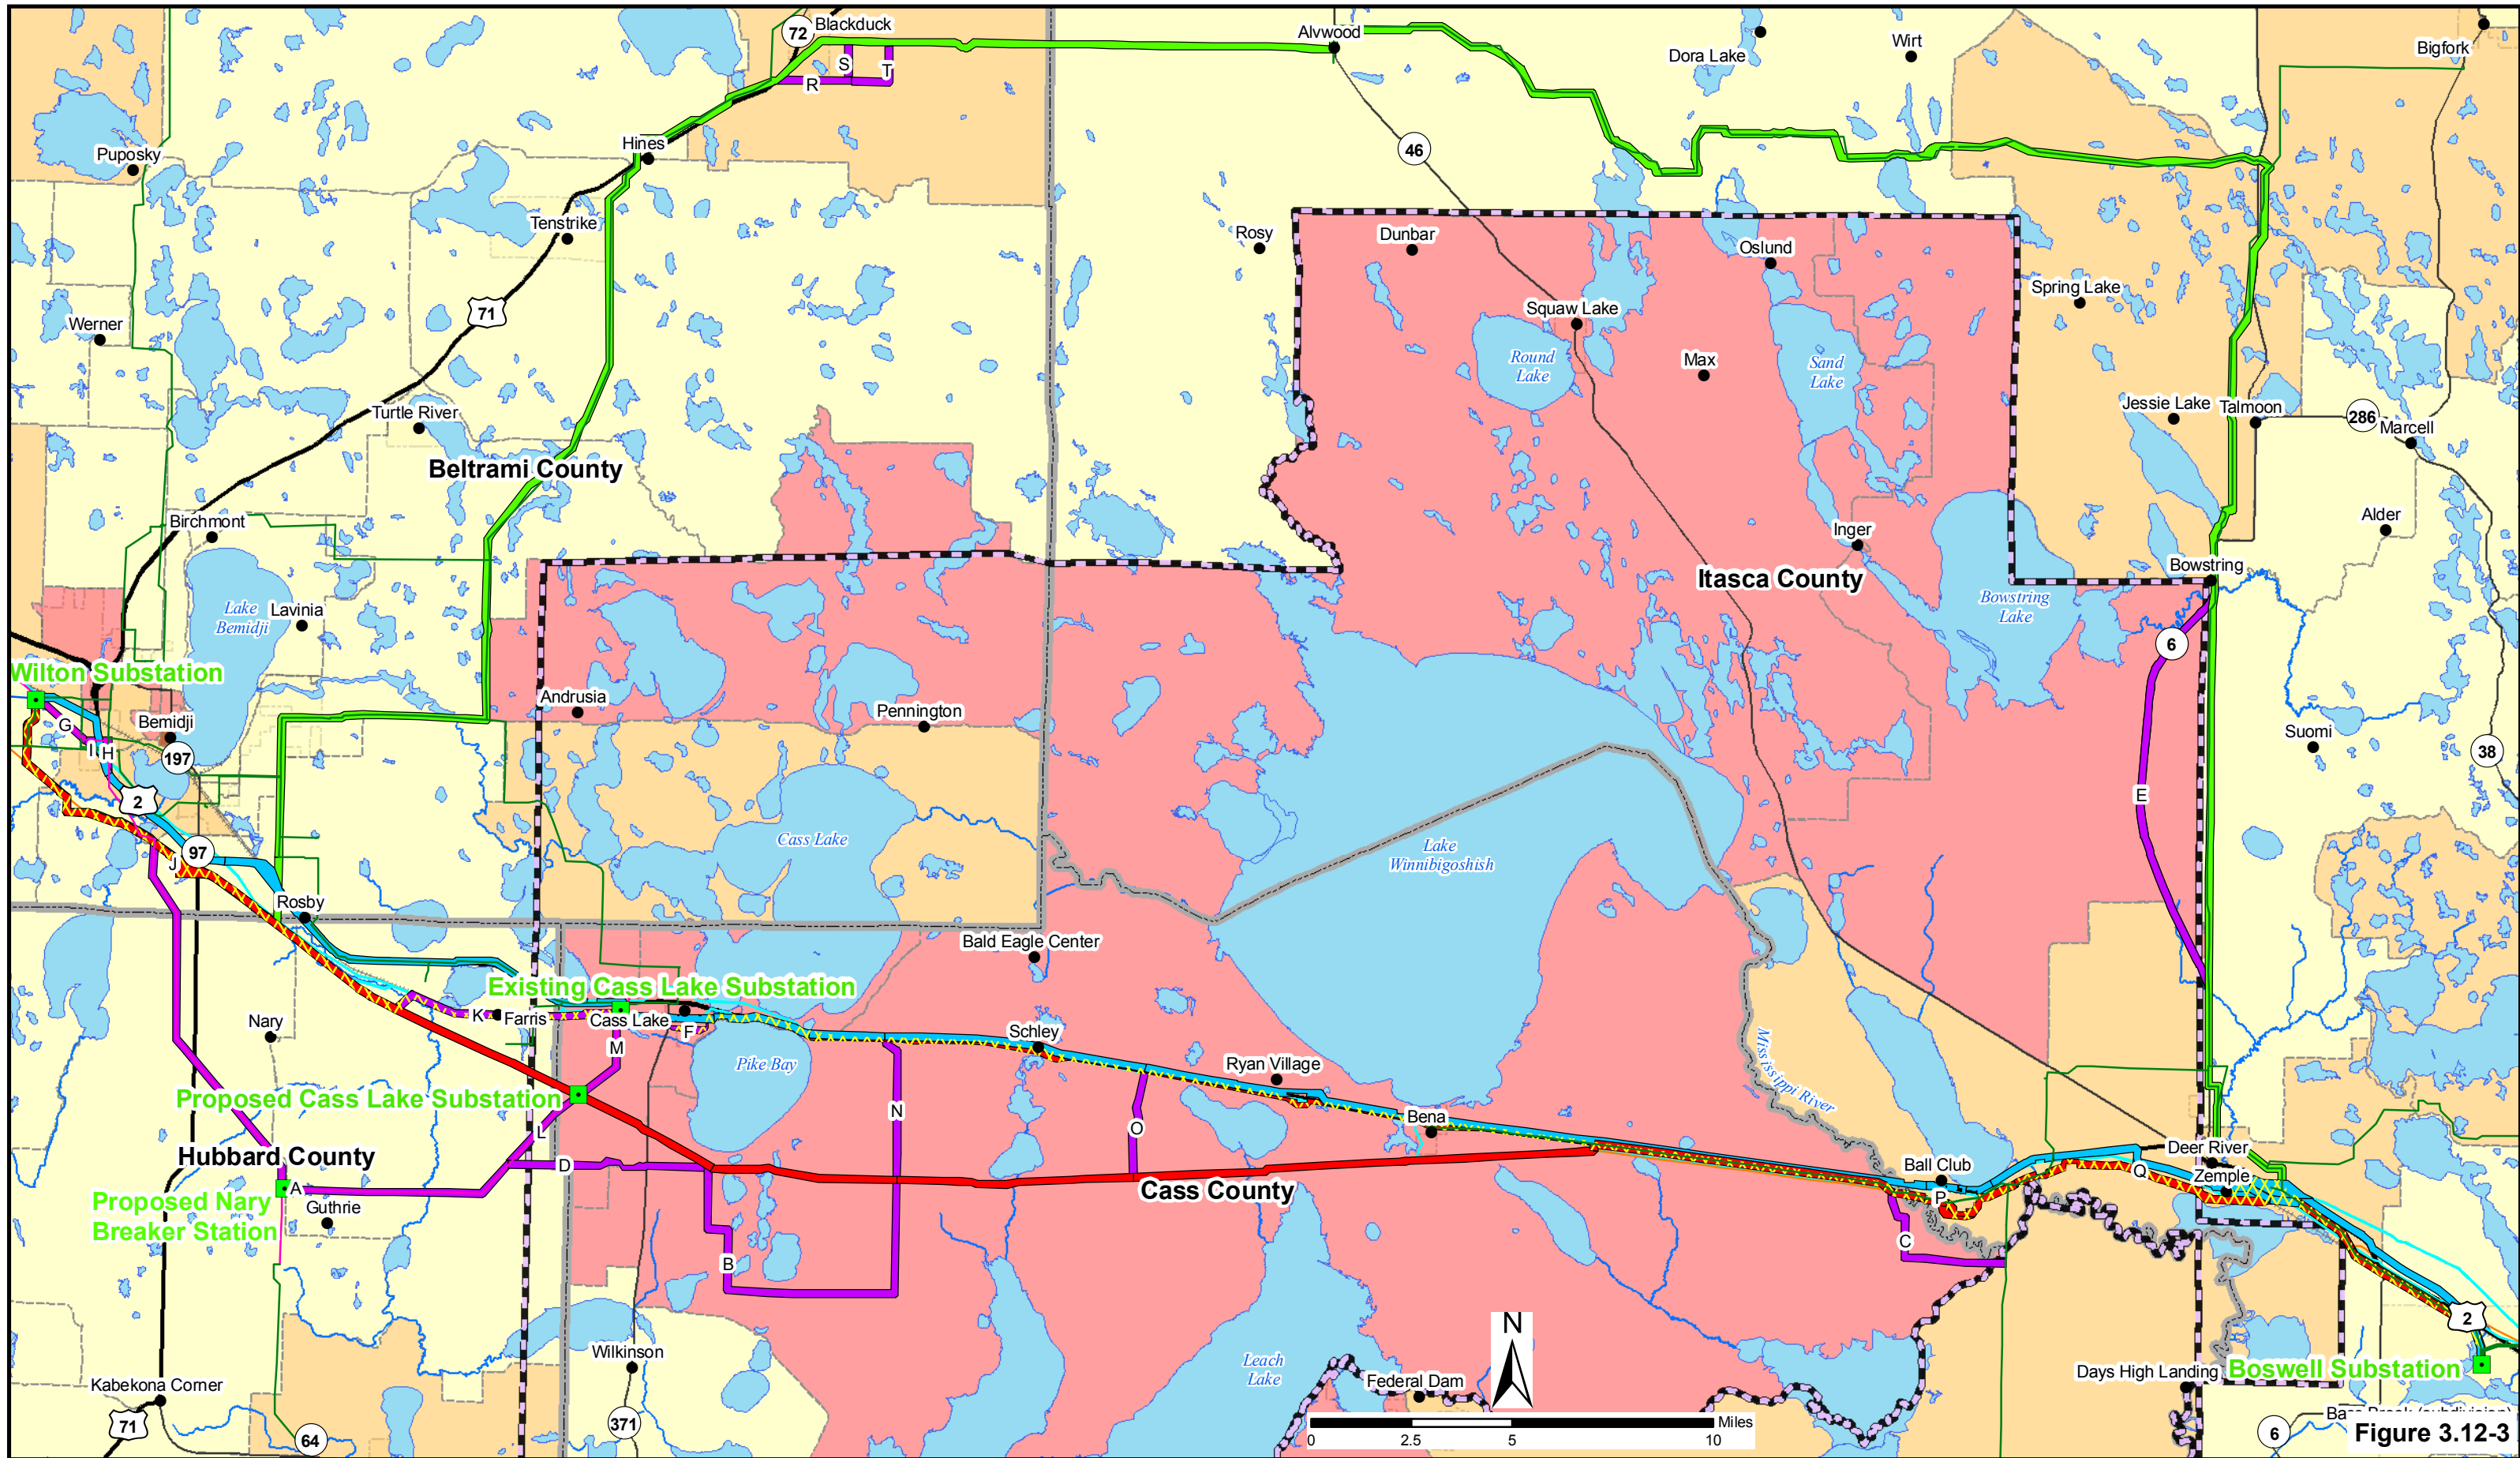 Blackduck
72
Alvwood
Dora Lake
Wirt
Bigfork
S
T
R
Hines
46
Puposky
Tenstrike
Rosy
Dunbar
Oslund
Spring Lake
71
Werner
Squaw Lake
Round
Lake
Max
Sand
Lake
Turtle River
Jessie Lake
Talmoon
286
Marcell
Beltrami County
Birchmont
Inger
Alder
Itasca County
Bowstring
Bowstring
Lake
Lake
Bemidji
Lavinia
6
Wilton Substation
Andrusia
Pennington
G
Bemidji
I
H
197
Suomi
38
2
E
Cass Lake
Lake
Winnibigoshish
97
J
Rosby
Bald Eagle Center
Existing Cass Lake Substation
K
Farris
Cass Lake
F
Nary
Schley
M
Pike Bay
Ryan Village
Mississippi River
Proposed Cass Lake Substation
N
Bena
O
L
Hubbard County
D
Deer River
Ball Club
Q
Zemple
A
Cass County
P
Proposed Nary
Breaker Station
Guthrie
C
B
2
N
Wilkinson
Leach
Lake
Federal Dam
Days High Landing
Boswell Substation
Kabekona Corner
71
64
371
Miles
0
2.5
5
10
6
Figure 3.12-3